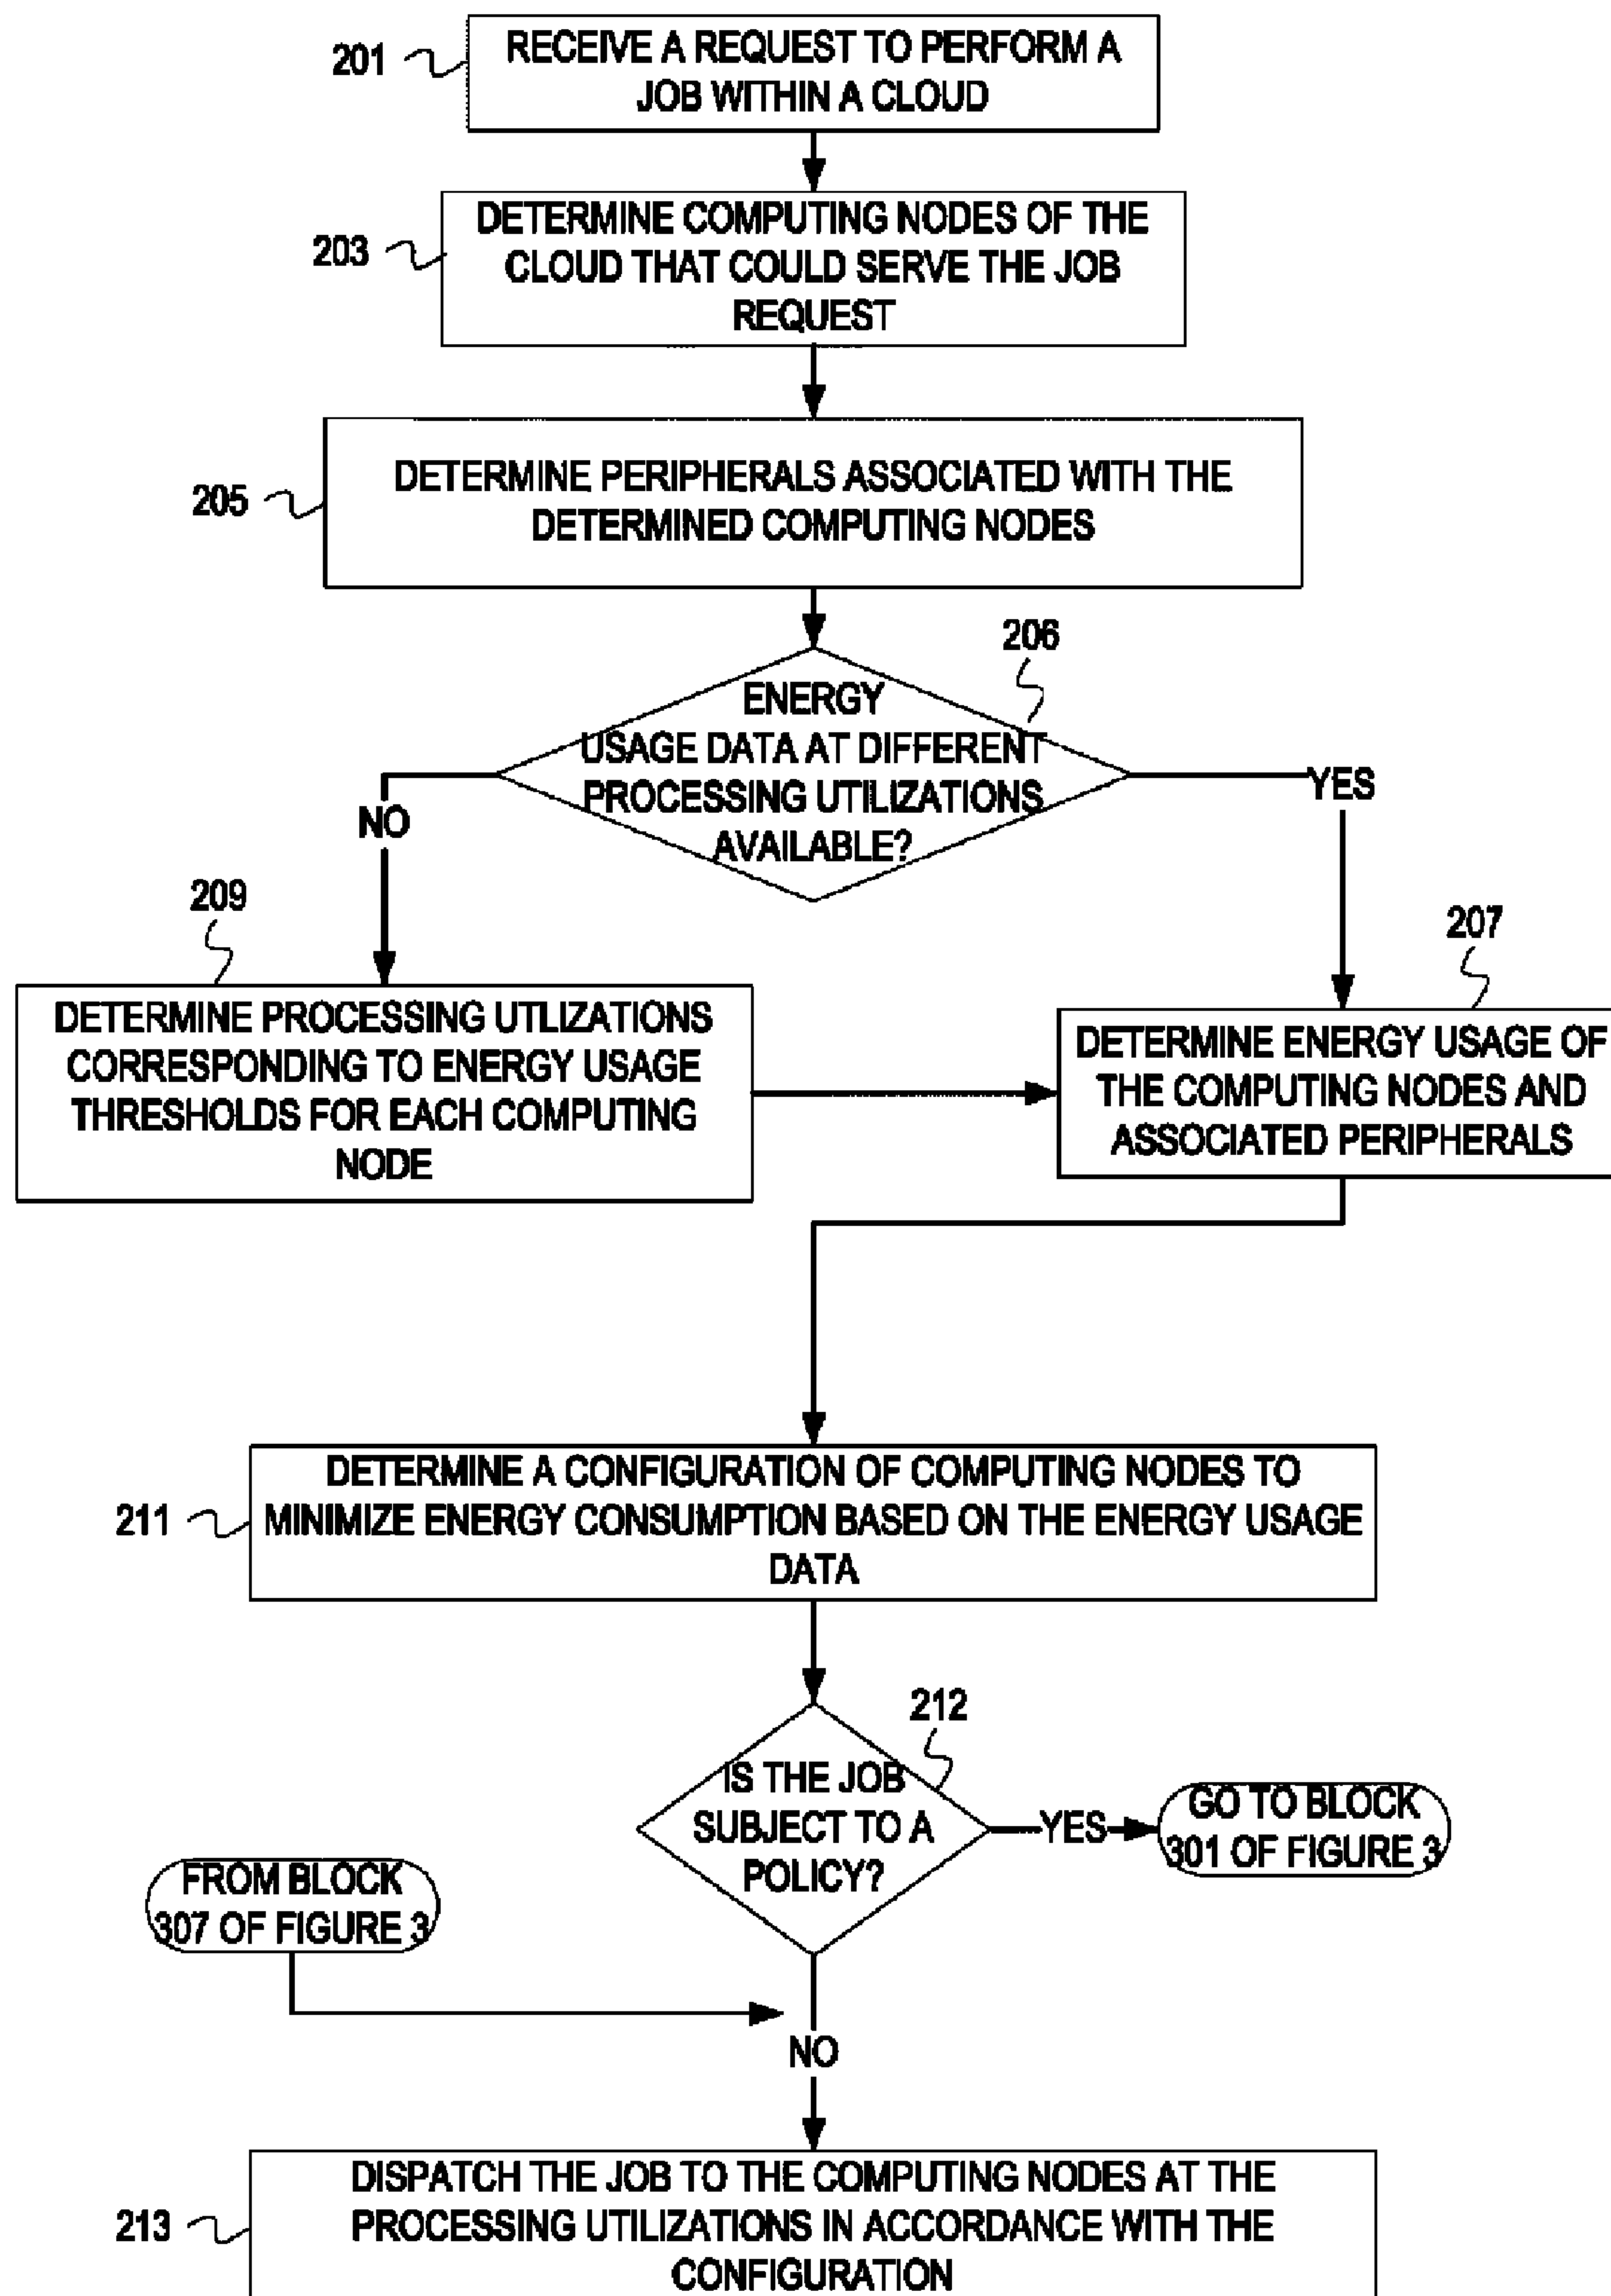 201
RECEIVE A REQUEST TO PERFORM A
JOB WITHIN A CLOUD
203
DETERMINE COMPUTING NODES OF THE
CLOUD THAT COULD SERVE THE JOB
REQUEST
205
DETERMINE PERIPHERALS ASSOCIATED WITH THE
DETERMINED COMPUTING NODES
206
ENERGY
USAGE DATA AT DIFFERENT
PROCESSING UTILIZATIONS
AVAILABLE?
NO
YES
209
DETERMINE PROCESSING UTLIZATIONS
CORRESPONDING TO ENERGY USAGE
THRESHOLDS FOR EACH COMPUTING
NODE
207
DETERMINE ENERGY USAGE OF
THE COMPUTING NODES AND
ASSOCIATED PERIPHERALS
211
DETERMINE A CONFIGURATION OF COMPUTING NODES TO
MINIMIZE ENERGY CONSUMPTION BASED ON THE ENERGY USAGE
DATA
212
IS THE JOB
SUBJECT TO A
POLICY?
YES
GO TO BLOCK
301 OF FIGURE 3
FROM BLOCK
307 OF FIGURE 3
NO
213
DISPATCH THE JOB TO THE COMPUTING NODES AT THE
PROCESSING UTILIZATIONS IN ACCORDANCE WITH THE
CONFIGURATION